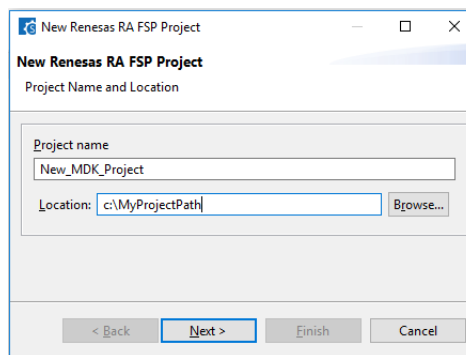 New Renesas RA FSP Project
New Renesas RA FSP Project
Project Name and Location
Project name
New_MDK_Project
Location: c:\MyProjectPath Browse...
< Back Next > Finish Cancel